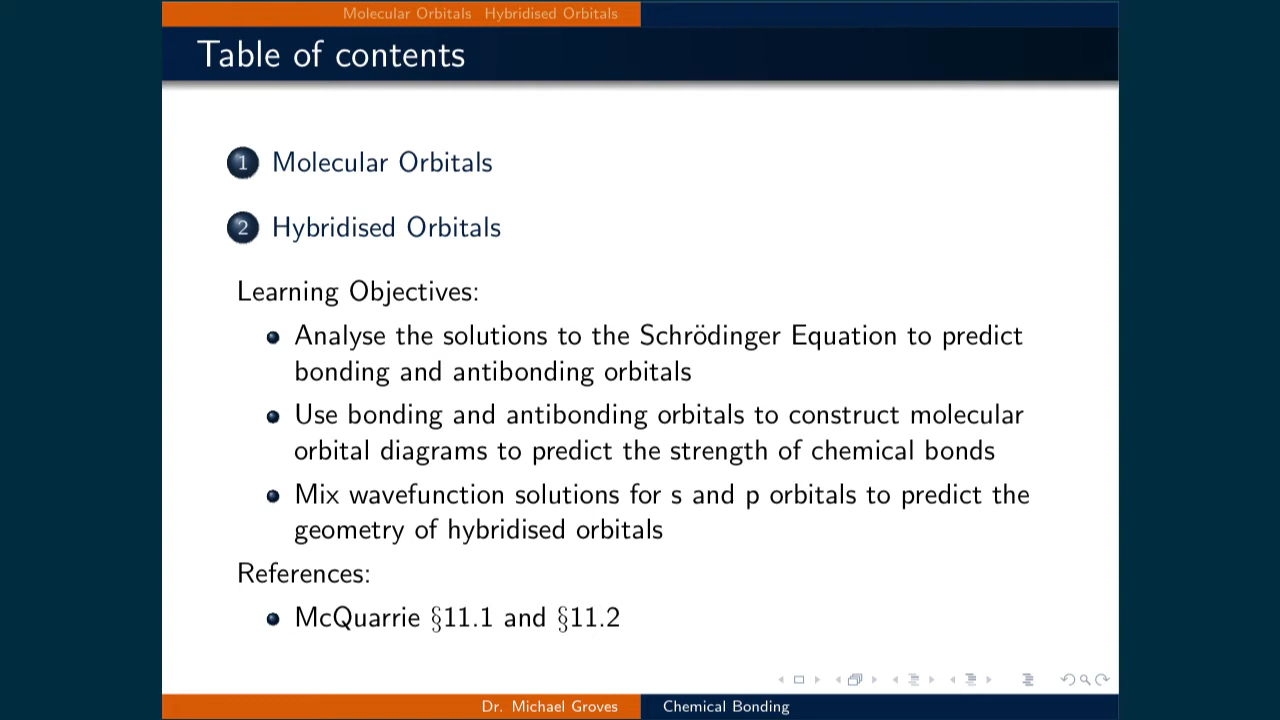 Molecular Orbitals Hybridised Orbitals
Table of contents
1 Molecular Orbitals
2 Hybridised Orbitals
Learning Objectives:
Analyse the solutions to the Schrödinger Equation to predict
bonding and antibonding orbitals
Use bonding and antibonding orbitals to construct molecular
orbital diagrams to predict the strength of chemical bonds
Mix wavefunction solutions for s and p orbitals to predict the
geometry of hybridised orbitals
References:
McQuarrie §11.1 and §11.2
Dr. Michael Groves Chemical Bonding